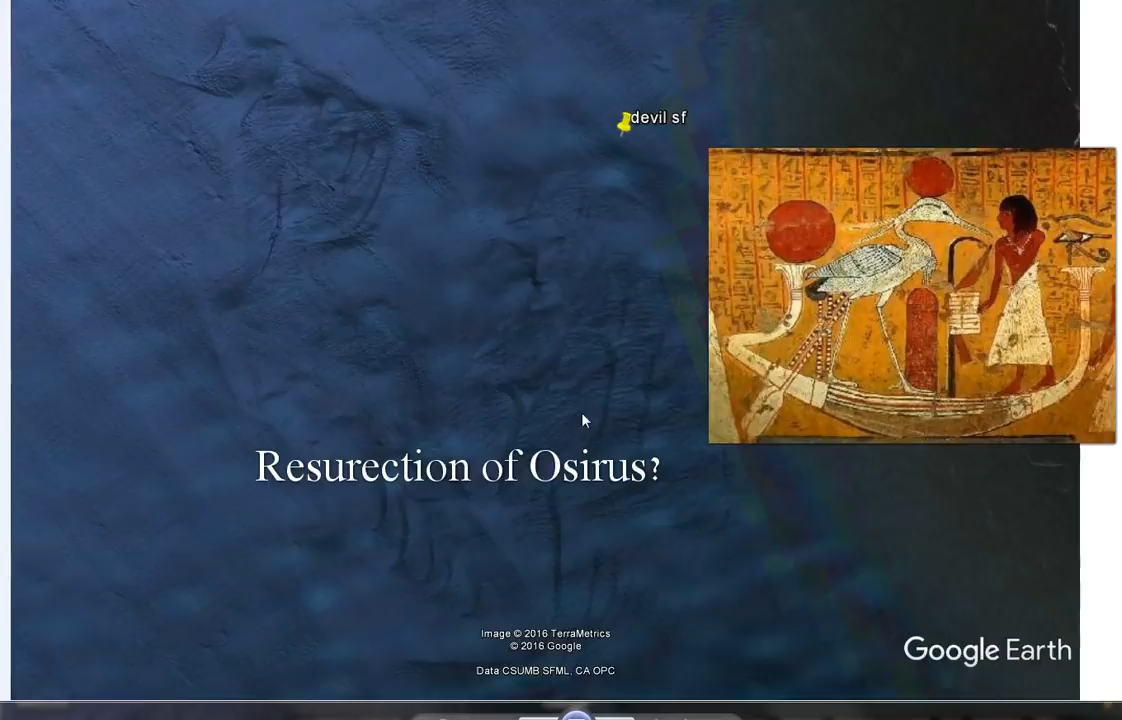 devil sf
Resurection of Osirus?
Image © 2016 TerraMetrics
© 2016 Google
Data CSUMB SFML, CA OPC
Google Earth